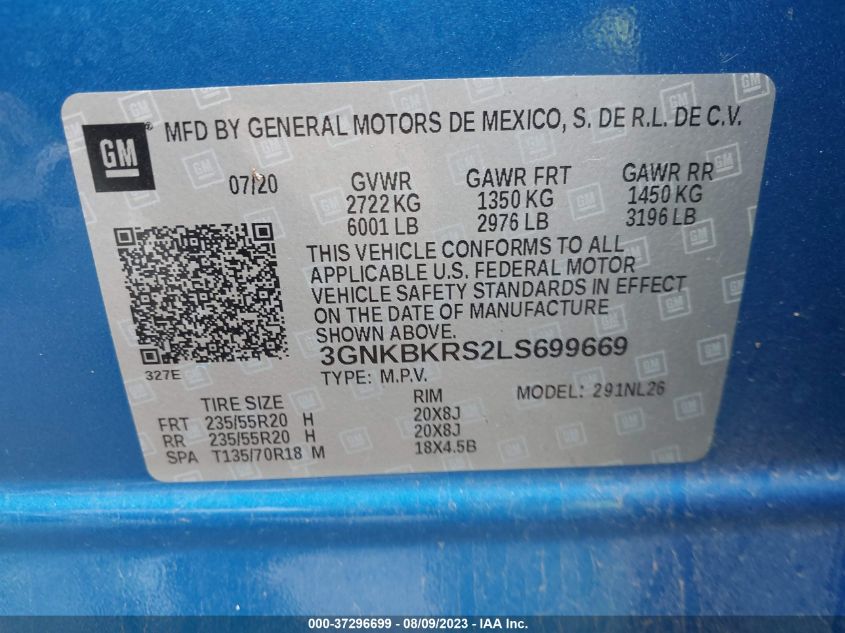 GM
®
MFD BY GENERAL MOTORS DE MEXICO, S. DE R.L. DE C.V.
07/20 GVWR GAWR FRT GAWR RR
2722 KG 1350 KG 1450 KG
6001 LB 2976 LB 3196 LB
THIS VEHICLE CONFORMS TO ALL
APPLICABLE U.S. FEDERAL MOTOR
VEHICLE SAFETY STANDARDS IN EFFECT
ON THE DATE OF MANUFACTURE
SHOWN ABOVE.
3GNKBKRS2LS699669
327E
TYPE: M.P.V. MODEL: 291NL26
TIRE SIZE RIM
FRT 235/55R20 H 20X8J
RR 235/55R20 H 20X8J
SPA T135/70R18 M 18X4.5B
000-37296699 - 08/09/2023 - IAAI.com